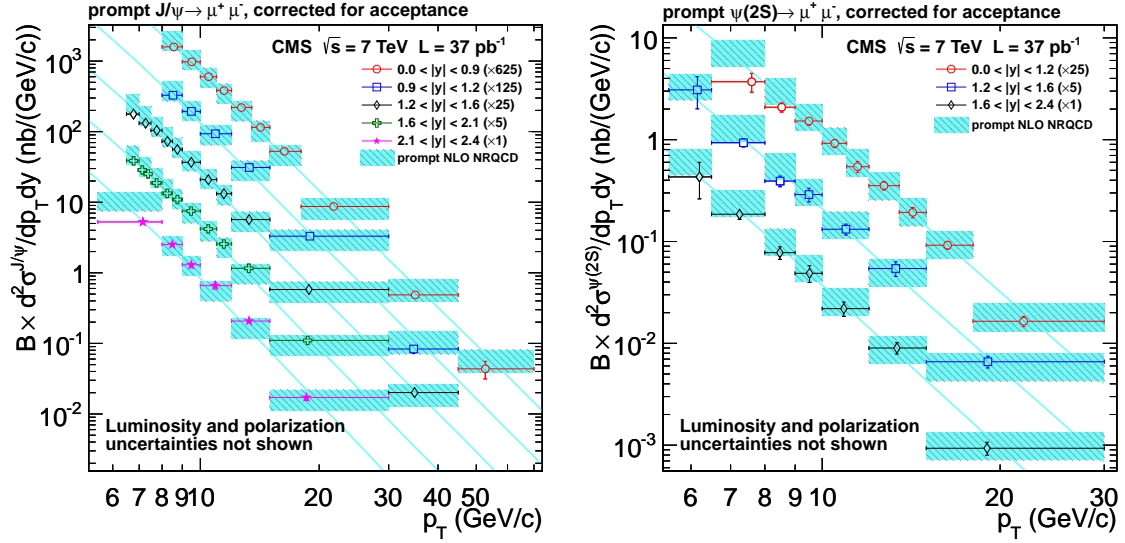 prompt J/ψ→ μ⁺ μ⁻, corrected for acceptance
B × d²σ^J/ψ/dp_T dy (nb/(GeV/c))
CMS √s = 7 TeV L = 37 pb⁻¹
0.0 < |y| < 0.9 (×625)
0.9 < |y| < 1.2 (×125)
1.2 < |y| < 1.6 (×25)
1.6 < |y| < 2.1 (×5)
2.1 < |y| < 2.4 (×1)
prompt NLO NRQCD
10³
10²
10
1
10⁻¹
10⁻²
Luminosity and polarization
uncertainties not shown
6 7 8 9 10 20 30 40 50
p_T (GeV/c)
prompt ψ(2S)→ μ⁺ μ⁻, corrected for acceptance
B × d²σ^ψ(2S)/dp_T dy (nb/(GeV/c))
CMS √s = 7 TeV L = 37 pb⁻¹
0.0 < |y| < 1.2 (×25)
1.2 < |y| < 1.6 (×5)
1.6 < |y| < 2.4 (×1)
prompt NLO NRQCD
10
1
10⁻¹
10⁻²
10⁻³
Luminosity and polarization
uncertainties not shown
6 7 8 9 10 20 30
p_T (GeV/c)